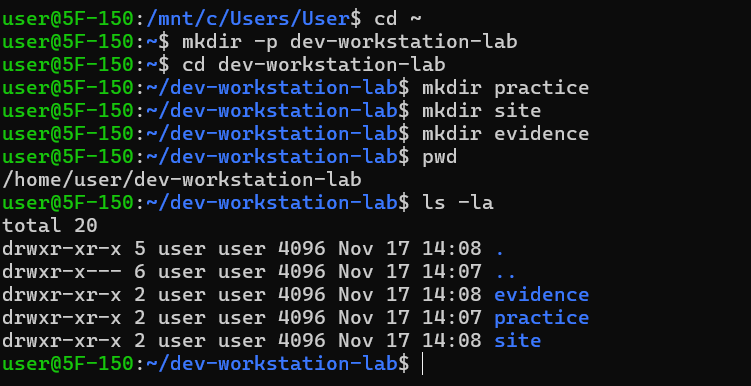 user@5F-150:/mnt/c/Users/User$ cd ~
user@5F-150:~$ mkdir -p dev-workstation-lab
user@5F-150:~$ cd dev-workstation-lab
user@5F-150:~/dev-workstation-lab$ mkdir practice
user@5F-150:~/dev-workstation-lab$ mkdir site
user@5F-150:~/dev-workstation-lab$ mkdir evidence
user@5F-150:~/dev-workstation-lab$ pwd
/home/user/dev-workstation-lab
user@5F-150:~/dev-workstation-lab$ ls -la
total 20
drwxr-xr-x 5 user user 4096 Nov 17 14:08 .
drwxr-x--- 6 user user 4096 Nov 17 14:07 ..
drwxr-xr-x 2 user user 4096 Nov 17 14:08 evidence
drwxr-xr-x 2 user user 4096 Nov 17 14:07 practice
drwxr-xr-x 2 user user 4096 Nov 17 14:08 site
user@5F-150:~/dev-workstation-lab$